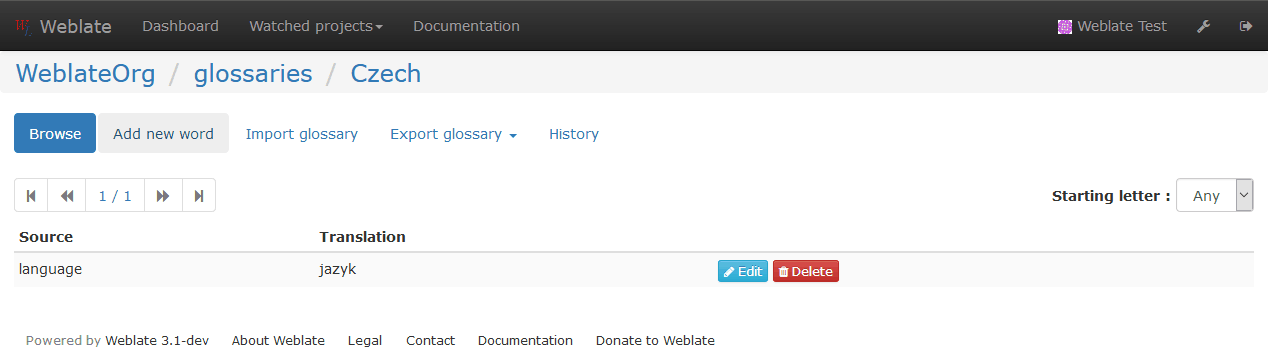 Weblate Dashboard Watched projects Documentation Weblate Test
WeblateOrg / glossaries / Czech
Browse Add new word Import glossary Export glossary History
1 / 1 Starting letter : Any
Source Translation
language jazyk Edit Delete
Powered by Weblate 3.1-dev About Weblate Legal Contact Documentation Donate to Weblate